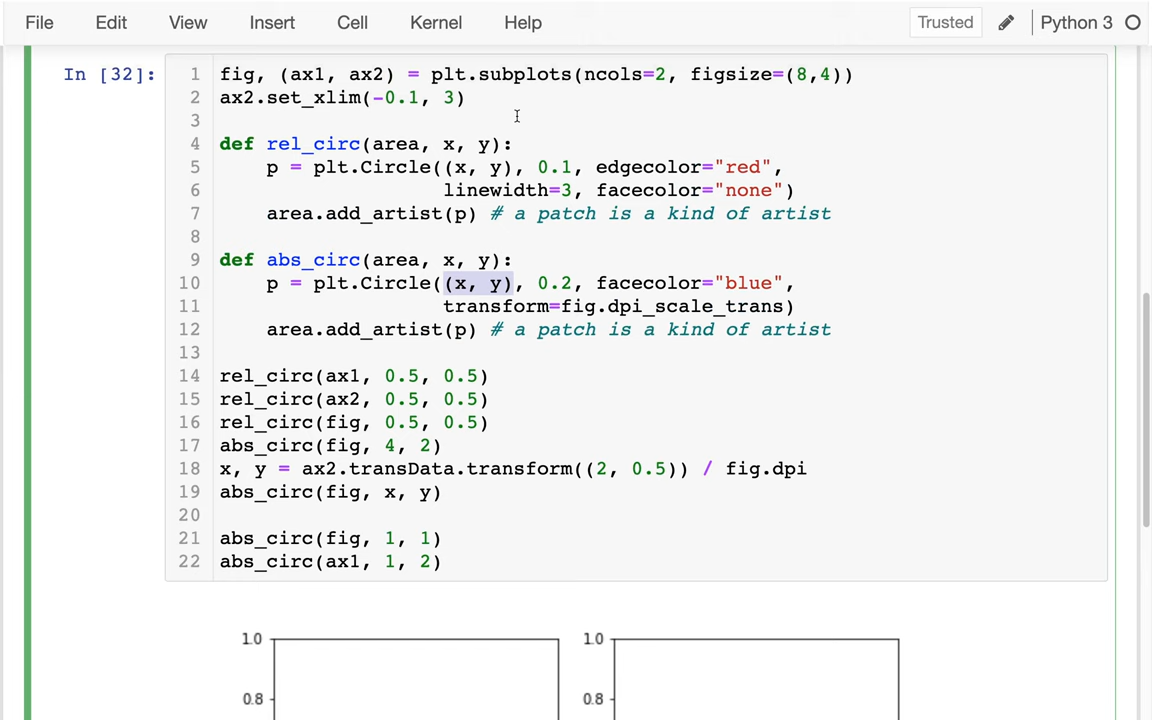 File Edit View Insert Cell Kernel Help Trusted Python 3
In [32]:
1 fig, (ax1, ax2) = plt.subplots(ncols=2, figsize=(8,4))
2 ax2.set_xlim(-0.1, 3)
3
4 def rel_circ(area, x, y):
5     p = plt.Circle((x, y), 0.1, edgecolor="red",
6                    linewidth=3, facecolor="none")
7     area.add_artist(p) # a patch is a kind of artist
8
9 def abs_circ(area, x, y):
10     p = plt.Circle((x, y), 0.2, facecolor="blue",
11                    transform=fig.dpi_scale_trans)
12     area.add_artist(p) # a patch is a kind of artist
13
14 rel_circ(ax1, 0.5, 0.5)
15 rel_circ(ax2, 0.5, 0.5)
16 rel_circ(fig, 0.5, 0.5)
17 abs_circ(fig, 4, 2)
18 x, y = ax2.transData.transform((2, 0.5)) / fig.dpi
19 abs_circ(fig, x, y)
20
21 abs_circ(fig, 1, 1)
22 abs_circ(ax1, 1, 2)
1.0 1.0
0.8 0.8